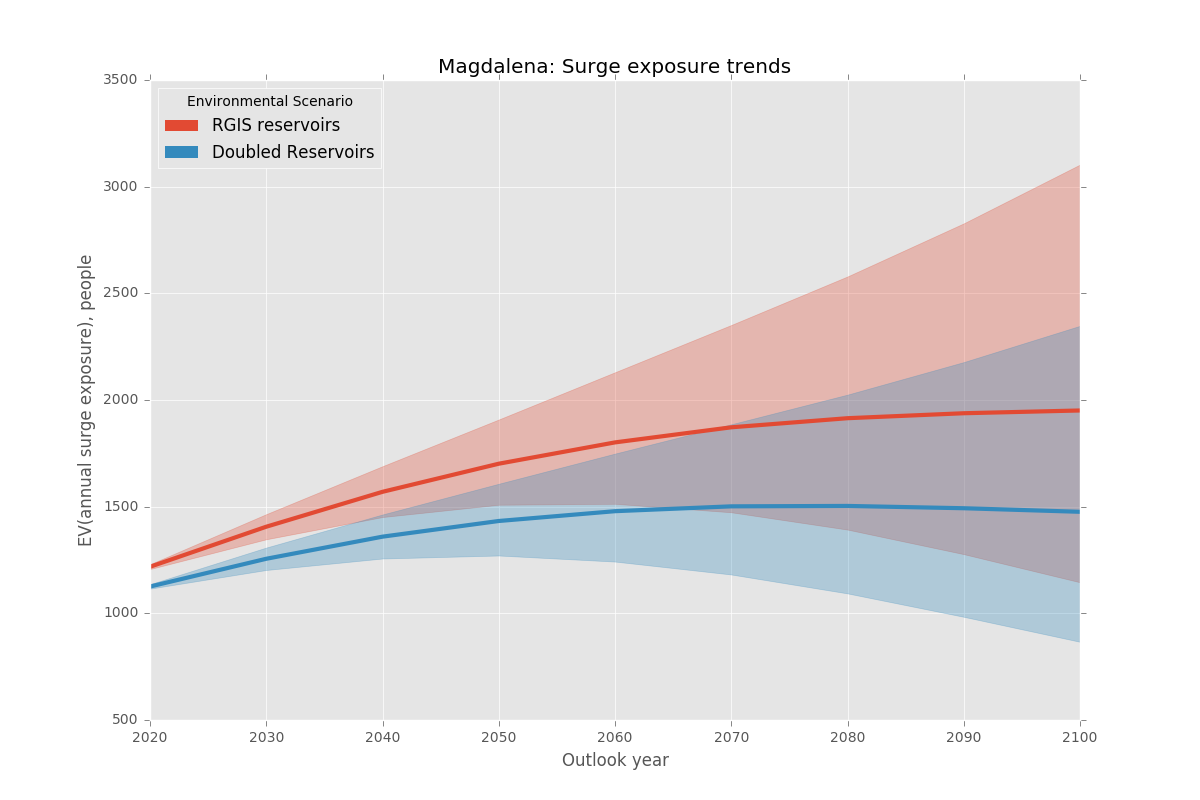 Magdalena: Surge exposure trends
Environmental Scenario
RGIS reservoirs
Doubled Reservoirs
EV(annual surge exposure), people
3500
3000
2500
2000
1500
1000
500
2020 2030 2040 2050 2060 2070 2080 2090 2100
Outlook year